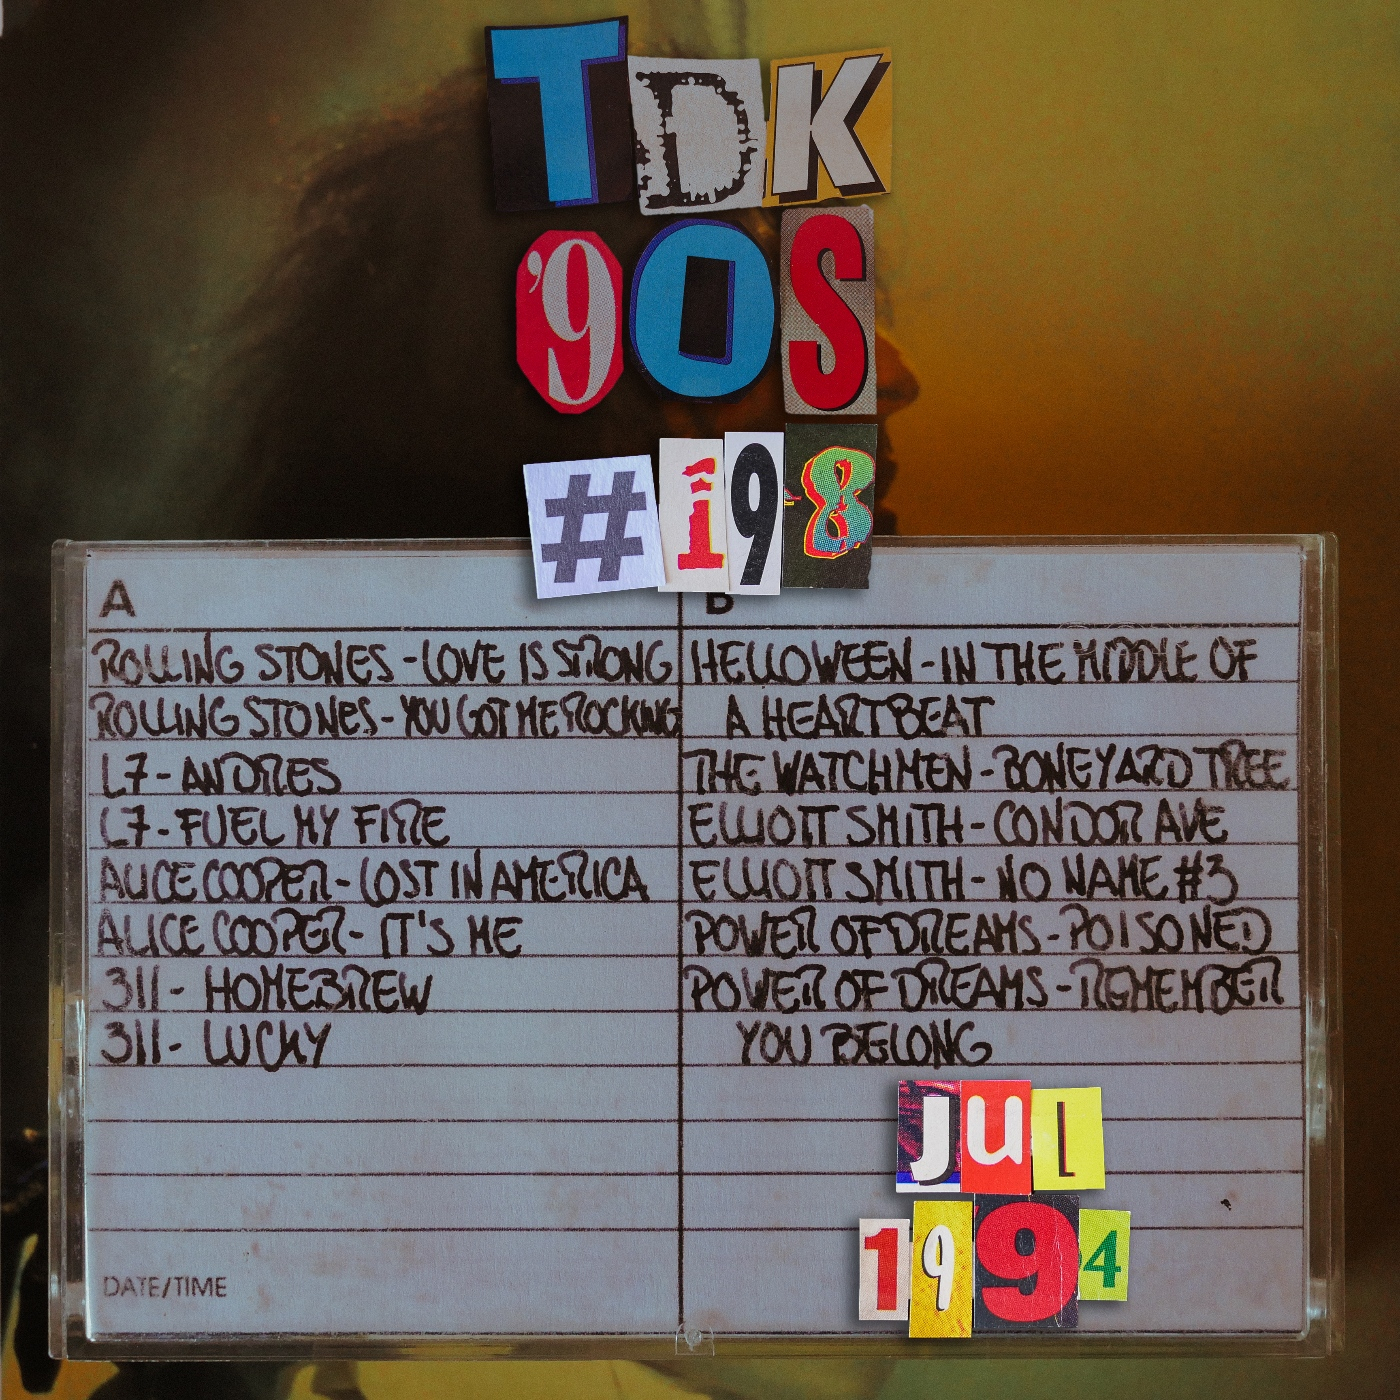 TDK
'90S
#198
A
ROLLING STONES - LOVE IS STRONG
ROLLING STONES - YOU GOT ME ROCKING
L7 - ANDRES
L7 - FUEL MY FIRE
ALICE COOPER - LOST IN AMERICA
ALICE COOPER - IT'S ME
311 - HOMEBREW
311 - LUCKY
B
HELLOWEEN - IN THE MIDDLE OF
A HEARTBEAT
THE WATCHMEN - BONEYARD TREE
ELLIOTT SMITH - CONDOR AVE
ELLIOTT SMITH - NO NAME #3
POWER OF DREAMS - POISONED
POWER OF DREAMS - REMEMBER
YOU BELONG
JUL
1994
DATE/TIME